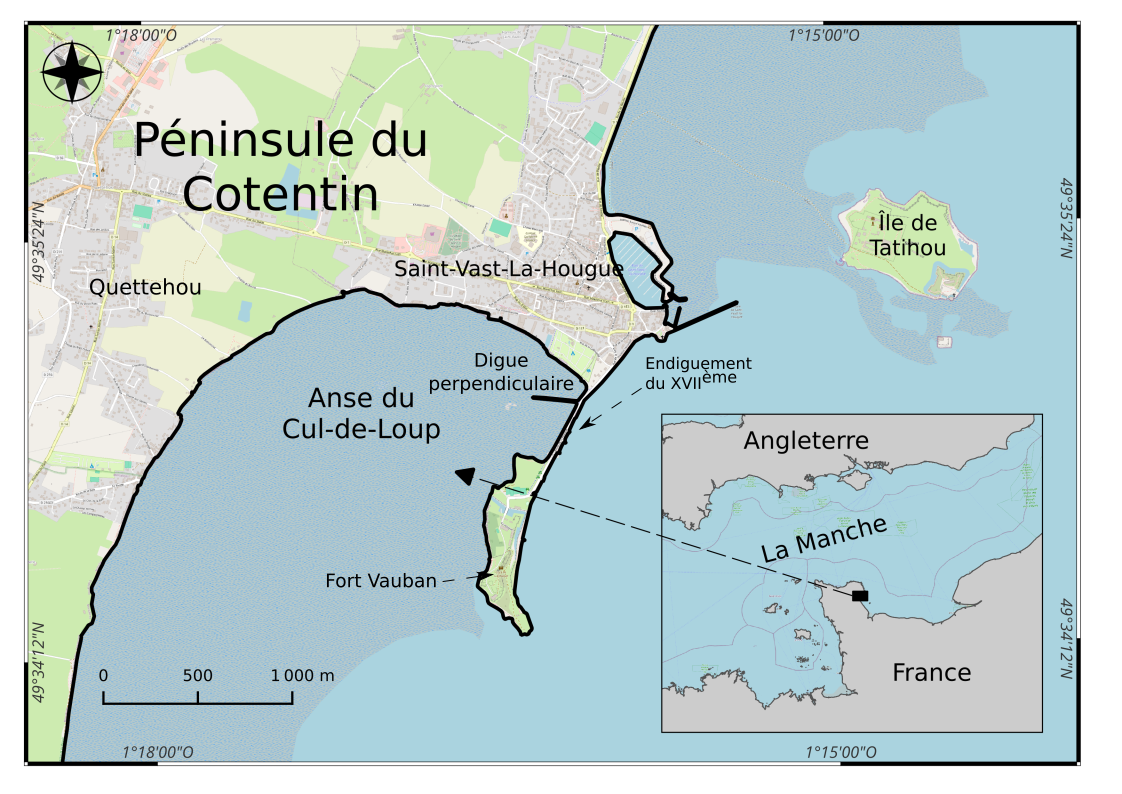 1°18'00"O
1°15'00"O
Péninsule du
Cotentin
49°35'24"N
49°35'24"N
Île de
Tatihou
Saint-Vast-La-Hougue
Quettehou
Digue
perpendiculaire
Endiguement
du XVIIème
Anse du
Cul-de-Loup
Angleterre
La Manche
Fort Vauban
France
49°34'12"N
49°34'12"N
0 500 1 000 m
1°18'00"O
1°15'00"O